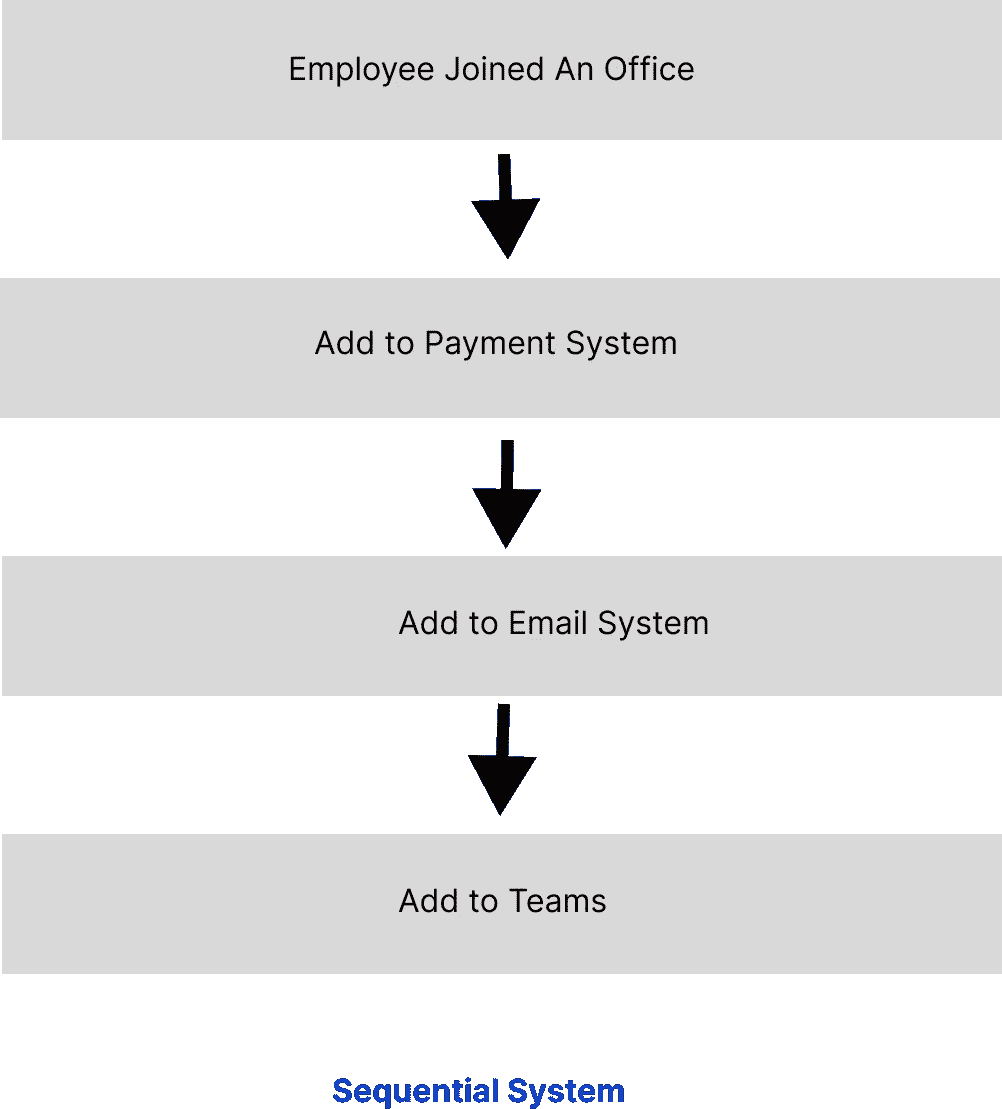 Employee Joined An Office
Add to Payment System
Add to Email System
Add to Teams
Sequential System